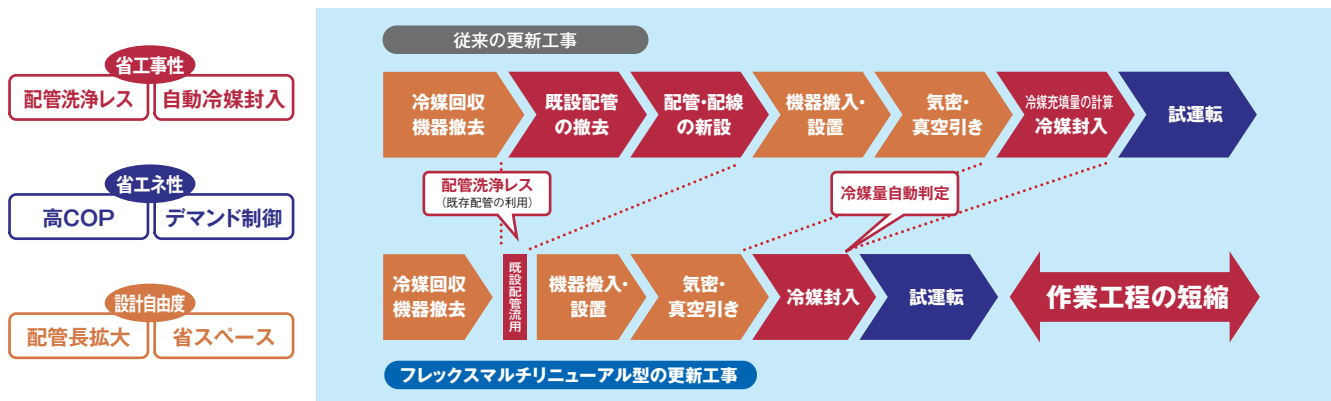 省工事性
配管洗浄レス
自動冷媒封入
省エネ性
高COP
デマンド制御
設計自由度
配管長拡大
省スペース
従来の更新工事
冷媒回収
機器撤去
既設配管
の撤去
配管・配線
の新設
機器搬入・
設置
気密・
真空引き
冷媒充填量の計算
冷媒封入
試運転
配管洗浄レス
(既存配管の利用)
冷媒量自動判定
冷媒回収
機器撤去
既設配管流用
機器搬入・
設置
気密・
真空引き
冷媒封入
試運転
作業工程の短縮
フレックスマルチリニューアル型の更新工事